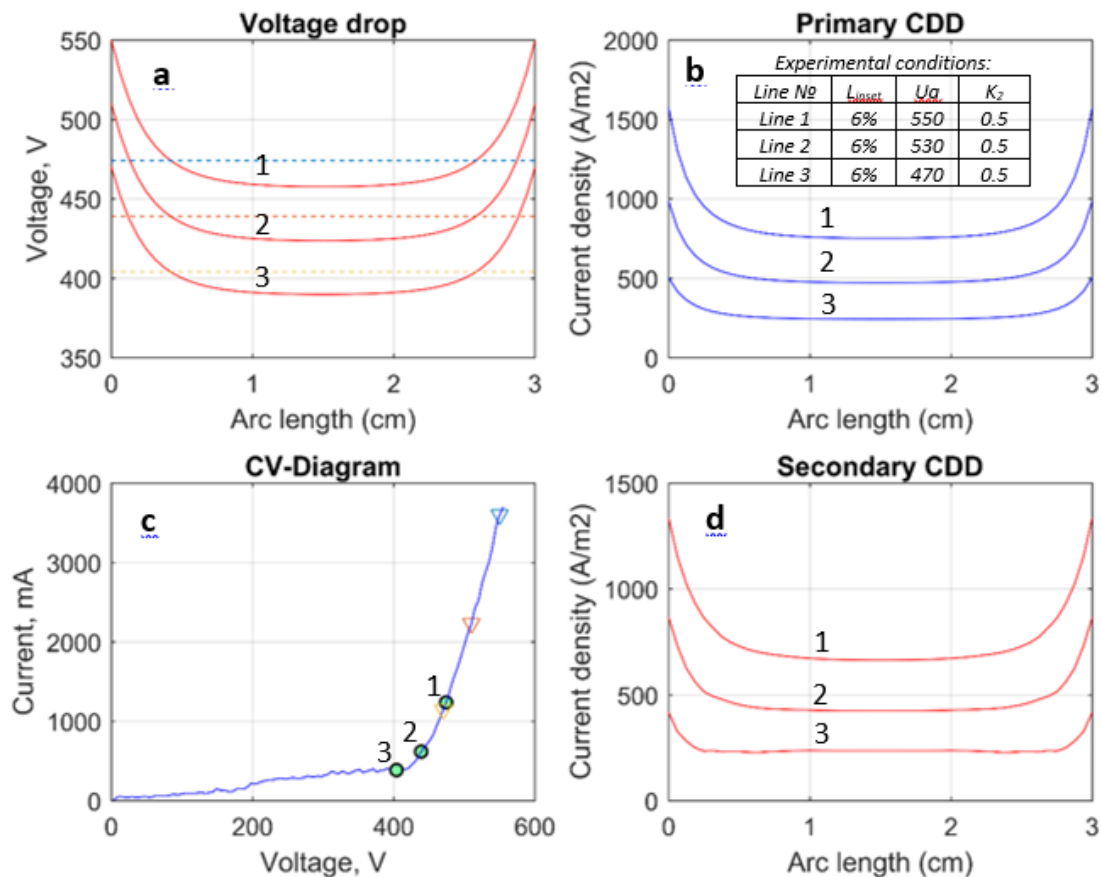 Voltage drop
a
Voltage, V
550
500
450
400
350
1
2
3
0
1
2
3
Arc length (cm)
Primary CDD
b
Experimental conditions:
Line № Linset Ua K2
Line 1 6% 550 0.5
Line 2 6% 530 0.5
Line 3 6% 470 0.5
Current density (A/m2)
2000
1500
1000
500
0
1
2
3
0
1
2
3
Arc length (cm)
CV-Diagram
c
Current, mA
4000
3000
2000
1000
0
1
2
3
0
200
400
600
Voltage, V
Secondary CDD
d
Current density (A/m2)
1500
1000
500
0
1
2
3
0
1
2
3
Arc length (cm)